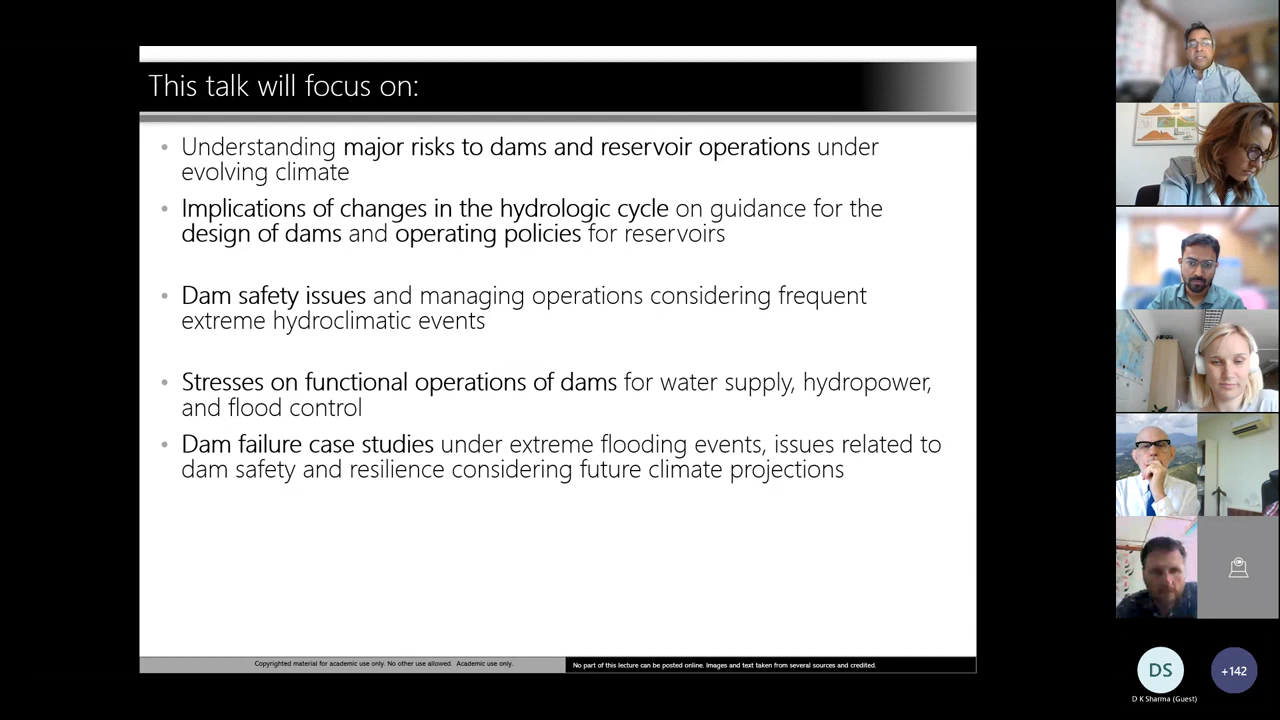 This talk will focus on:
• Understanding major risks to dams and reservoir operations under
evolving climate
• Implications of changes in the hydrologic cycle on guidance for the
design of dams and operating policies for reservoirs
• Dam safety issues and managing operations considering frequent
extreme hydroclimatic events
• Stresses on functional operations of dams for water supply, hydropower,
and flood control
• Dam failure case studies under extreme flooding events, issues related to
dam safety and resilience considering future climate projections
Copyrighted material for academic use only. No other use allowed. Academic use only.
No part of this lecture can be posted online. Images and text taken from several sources and credited.
DS
+142
D K Sharma (Guest)